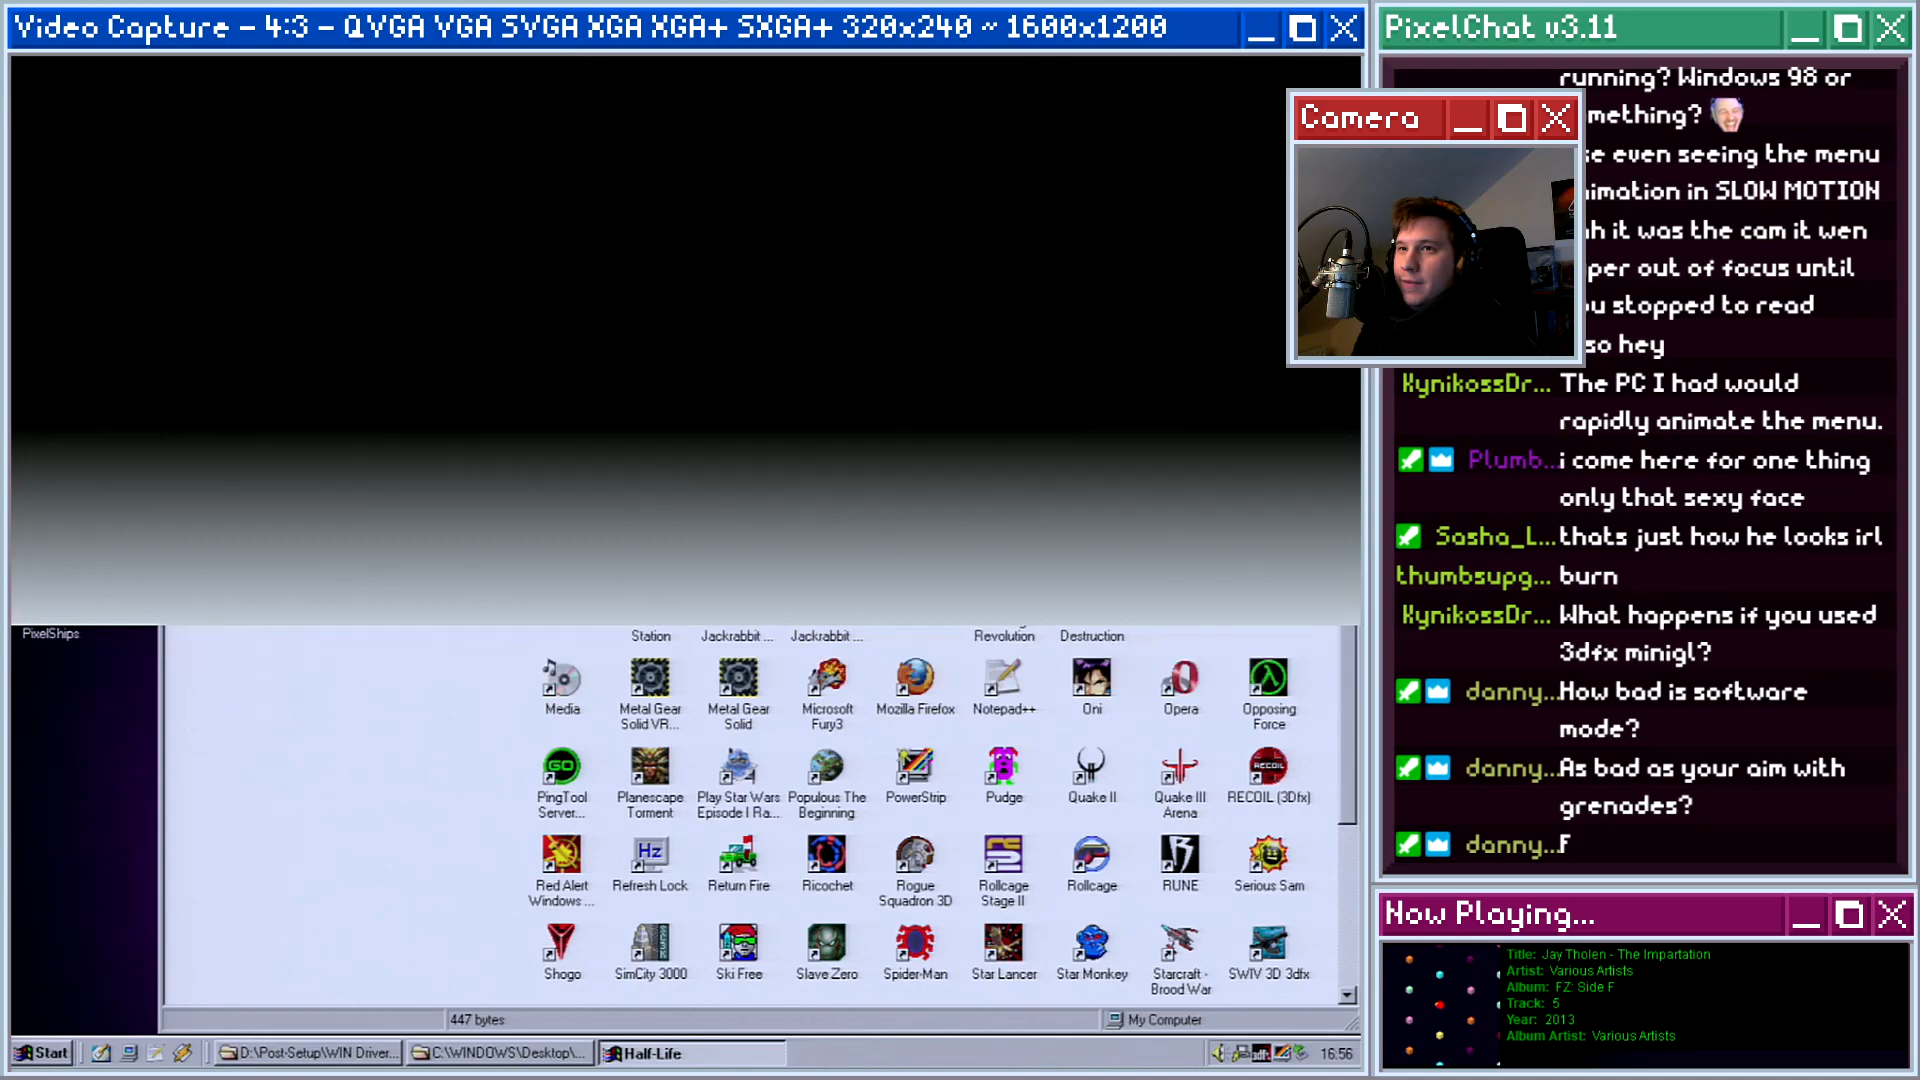 Video Capture - 4:3 - QVGA VGA SVGA XGA XGA+ SXGA+ 320x240 ~ 1600x1200
PixelChat v3.11
running? Windows 98 or
mething?
Camera
e even seeing the menu
imation in SLOW MOTION
h it was the cam it wen
per out of focus until
u stopped to read
so hey
KynikossDr... The PC I had would
rapidly animate the menu.
Plumb... i come here for one thing
only that sexy face
Sasha_L... thats just how he looks irl
thumbsupg... burn
KynikossDr... What happens if you used
3dfx minigl?
danny... How bad is software
mode?
danny... As bad as your aim with
grenades?
danny... F
PixelShips
Station Jackrabbit ... Jackrabbit ... Revolution Destruction
Media Metal Gear Metal Gear Microsoft Mozilla Firefox Notepad++ Oni Opera Opposing
Solid VR... Solid Fury3 Force
GO
RECOIL
PingTool Planescape Play Star Wars Populous The PowerStrip Pudge Quake II Quake III RECOIL (3Dfx)
Server... Torment Episode I Ra... Beginning Arena
Hz
Red Alert Refresh Lock Return Fire Ricochet Rogue Rollcage Rollcage RUNE Serious Sam
Windows ... Squadron 3D Stage II
Shogo SimCity 3000 Ski Free Slave Zero Spider-Man Star Lancer Star Monkey Starcraft - SWIV 3D 3dfx
Brood War
447 bytes My Computer
Start D:\Post-Setup\WIN Driver... C:\WINDOWS\Desktop\... Half-Life 16:56
Now Playing...
Title: Jay Tholen - The Impartation
Artist: Various Artists
Album: FZ: Side F
Track: 5
Year: 2013
Album Artist: Various Artists